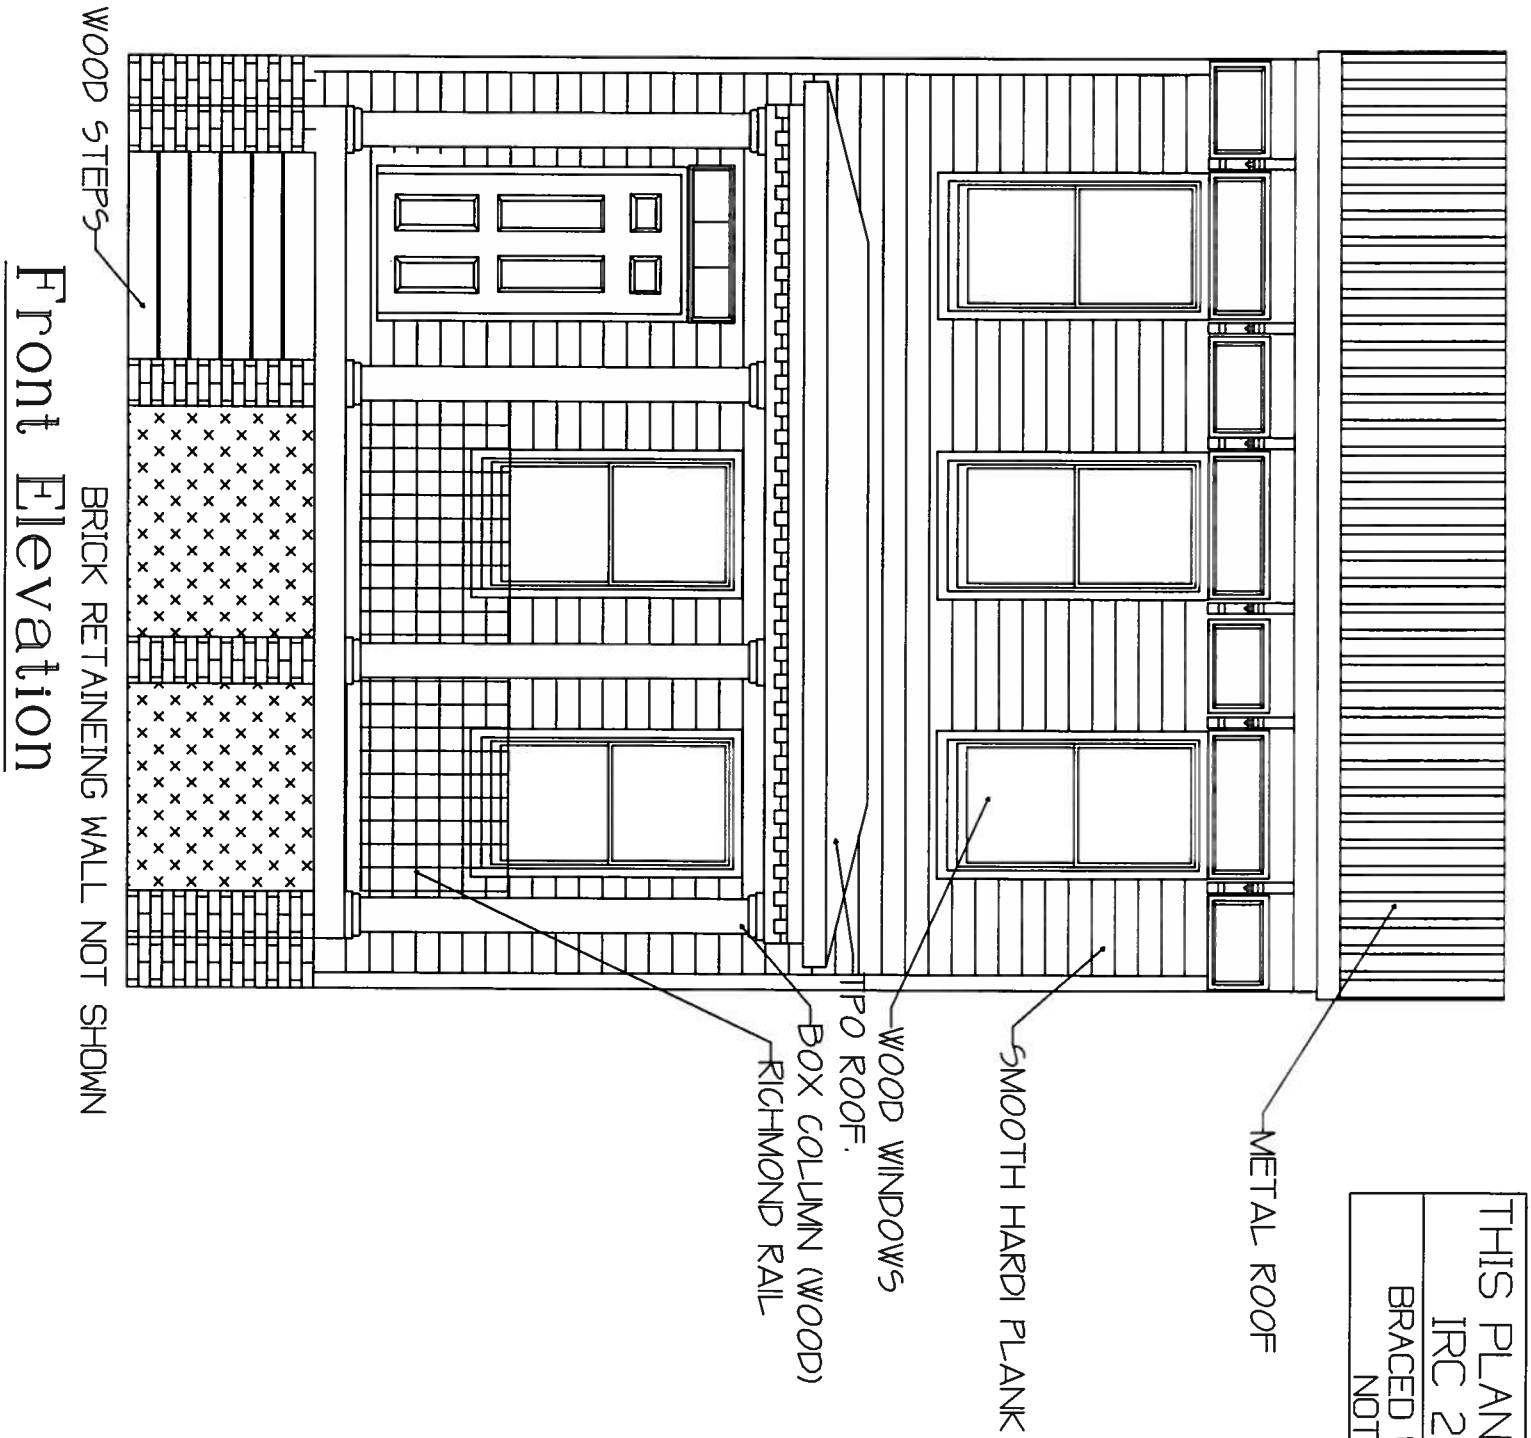 THIS PLAN
IRC 2
BRACED
NOT
METAL ROOF
SMOOTH HARDI PLANK
WOOD WINDOWS
TPO ROOF.
BOX COLUMN (WOOD)
RICHMOND RAIL
WOOD STEPS
BRICK RETAINEING WALL NOT SHOWN
Front Elevation